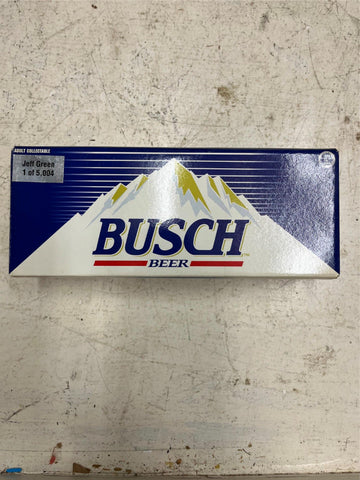 ADULT COLLECTABLE
Jeff Green
1 of 5,004
BUSCH
BEER